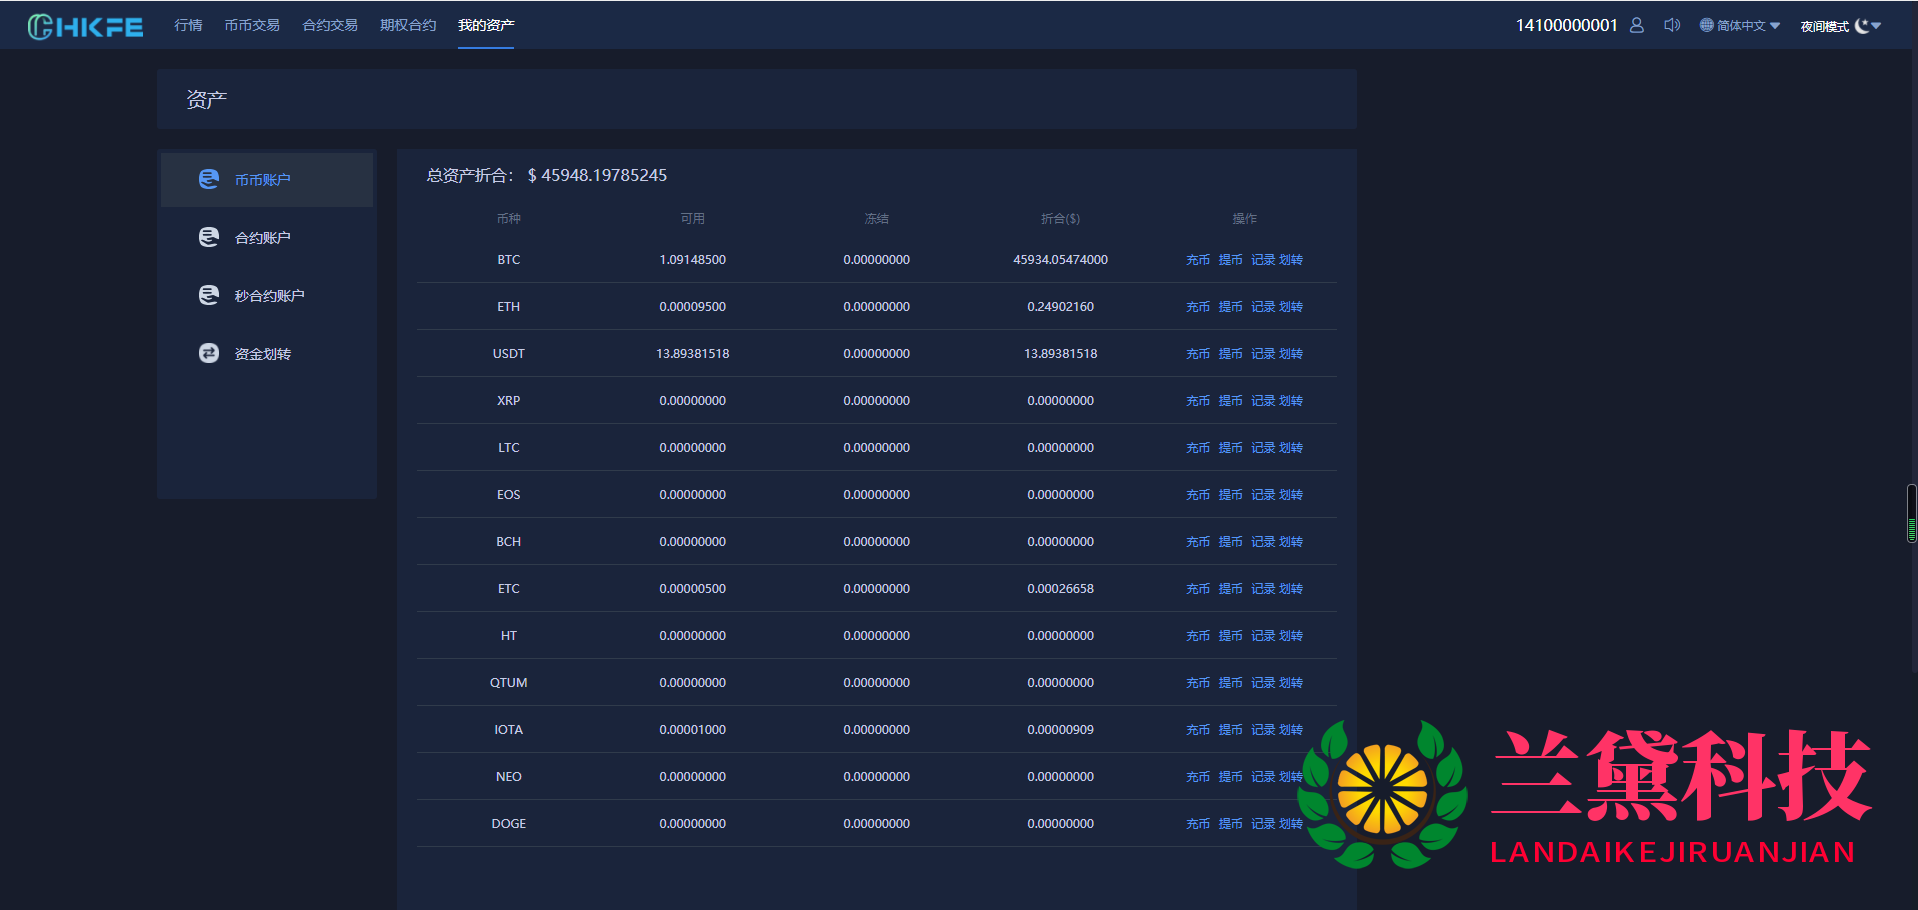 HKFE 行情 币币交易 合约交易 期权合约 我的资产 14100000001 简体中文 夜间模式
资产
币币账户
合约账户
秒合约账户
资金划转
总资产折合： $ 45948.19785245
币种 可用 冻结 折合($) 操作
BTC 1.09148500 0.00000000 45934.05474000 充币 提币 记录 划转
ETH 0.00009500 0.00000000 0.24902160 充币 提币 记录 划转
USDT 13.89381518 0.00000000 13.89381518 充币 提币 记录 划转
XRP 0.00000000 0.00000000 0.00000000 充币 提币 记录 划转
LTC 0.00000000 0.00000000 0.00000000 充币 提币 记录 划转
EOS 0.00000000 0.00000000 0.00000000 充币 提币 记录 划转
BCH 0.00000000 0.00000000 0.00000000 充币 提币 记录 划转
ETC 0.00000500 0.00000000 0.00026658 充币 提币 记录 划转
HT 0.00000000 0.00000000 0.00000000 充币 提币 记录 划转
QTUM 0.00000000 0.00000000 0.00000000 充币 提币 记录 划转
IOTA 0.00001000 0.00000000 0.00000909 充币 提币 记录 划转
NEO 0.00000000 0.00000000 0.00000000 充币 提币 记录 划转
DOGE 0.00000000 0.00000000 0.00000000 充币 提币 记录 划转
兰黛科技
LANDAIKEJIRUANJIAN